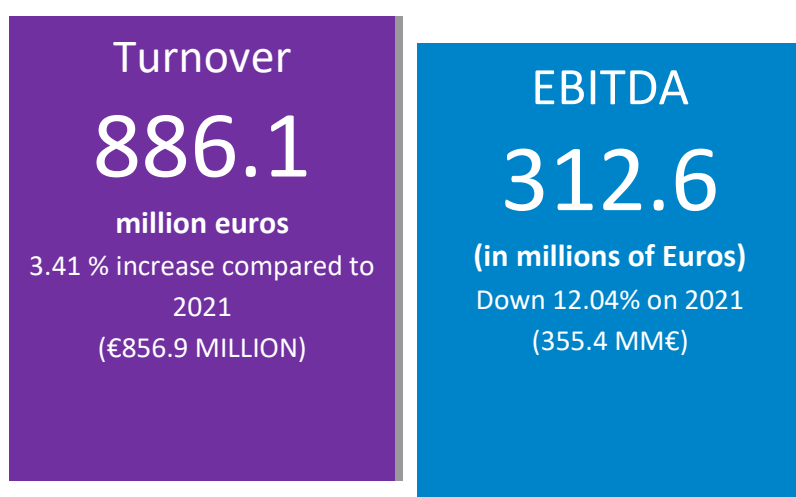 Turnover
886.1
million euros
3.41 % increase compared to
2021
(€856.9 MILLION)
EBITDA
312.6
(in millions of Euros)
Down 12.04% on 2021
(355.4 MM€)